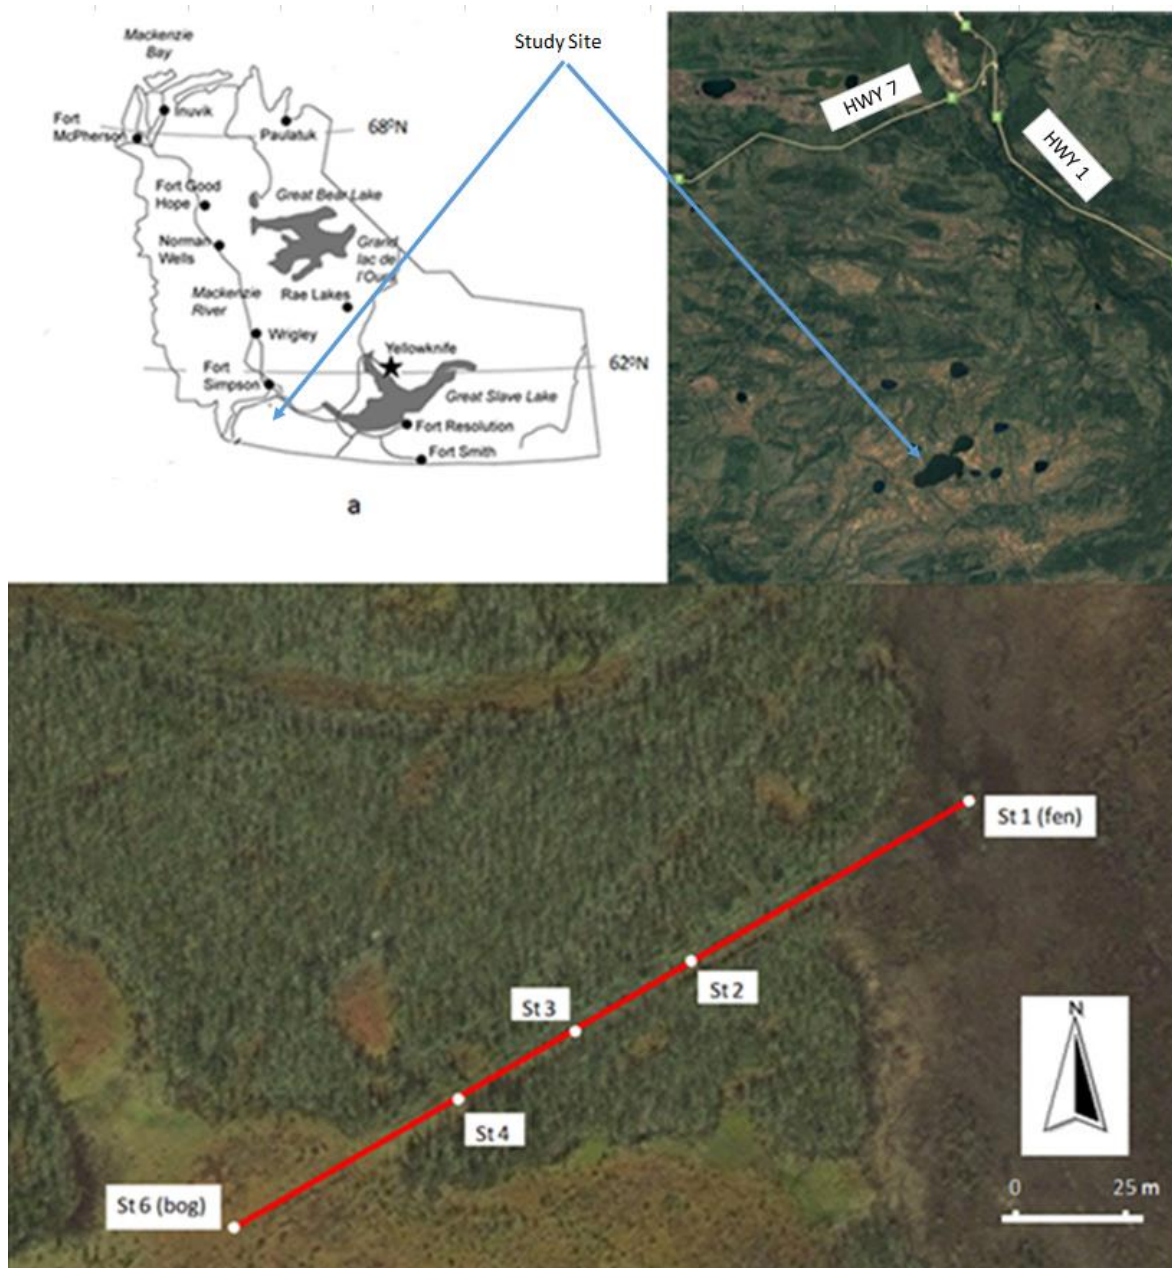 Mackenzie
Bay
Study Site
Inuvik
Fort
McPherson
Paulatuk
68ºN
Fort Good
Hope
Great Bear Lake
Norman
Wells
Grand
lac de
l'Ours
Mackenzie
River
Rae Lakes
Wrigley
Yellowknife
62ºN
Fort
Simpson
Great Slave Lake
Fort Resolution
Fort Smith
a
HWY 7
HWY 1
St 1 (fen)
St 2
St 3
St 4
St 6 (bog)
N
0 25 m